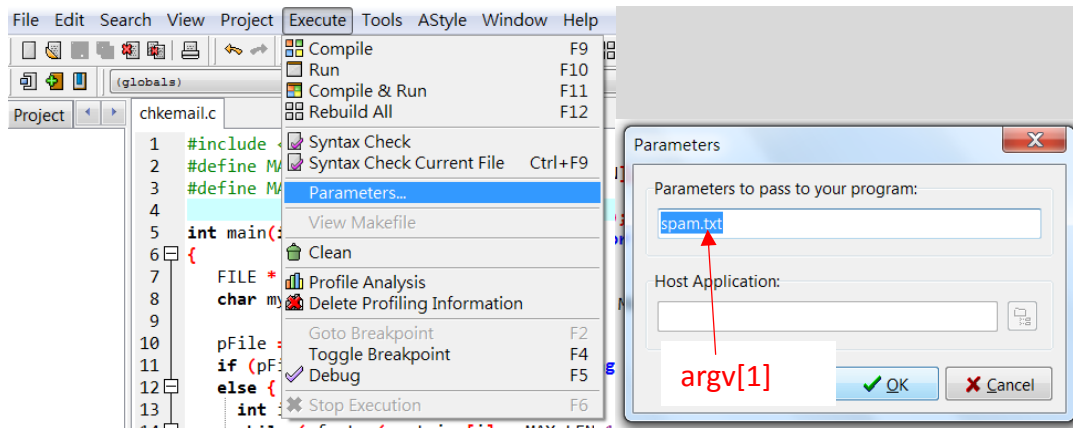 File Edit Search View Project Execute Tools AStyle Window Help
(globals)
Project
chkemail.c
1 #include
2 #define
3 #define
4
5 int main(
6 {
7 FILE *
8 char
9
10 pFile
11 if
12 else {
13 int
Compile F9
Run F10
Compile & Run F11
Rebuild All F12
Syntax Check
Syntax Check Current File Ctrl+F9
Parameters...
View Makefile
Clean
Profile Analysis
Delete Profiling Information
Goto Breakpoint F2
Toggle Breakpoint F4
Debug F5
Stop Execution F6
Parameters
Parameters to pass to your program:
spam.txt
Host Application:
argv[1]
OK
Cancel